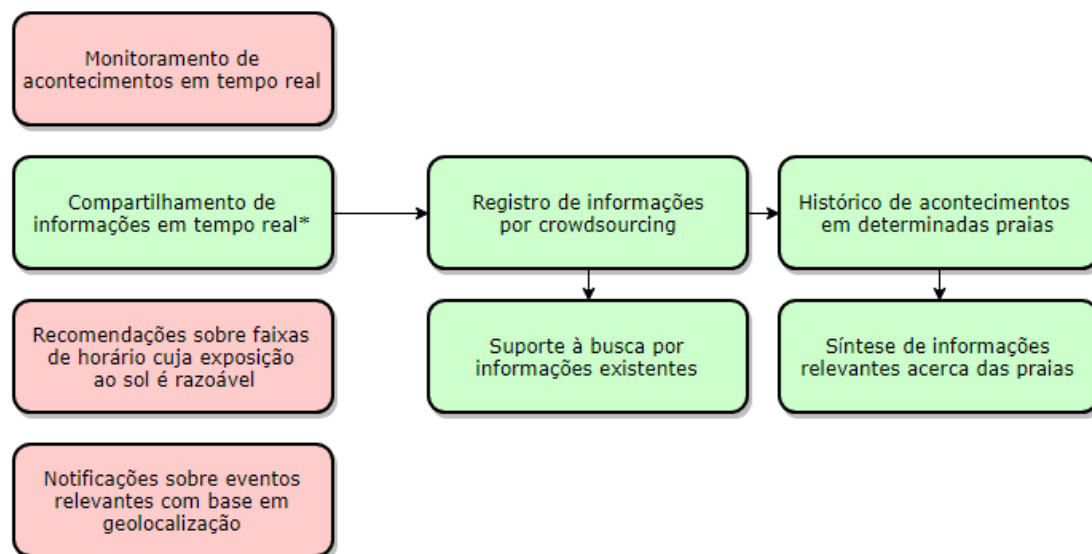 Monitoramento de
acontecimentos em tempo real
Compartilhamento de
informações em tempo real*
Registro de informações
por crowdsourcing
Histórico de acontecimentos
em determinadas praias
Recomendações sobre faixas
de horário cuja exposição
ao sol é razoável
Suporte à busca por
informações existentes
Síntese de informações
relevantes acerca das praias
Notificações sobre eventos
relevantes com base em
geolocalização